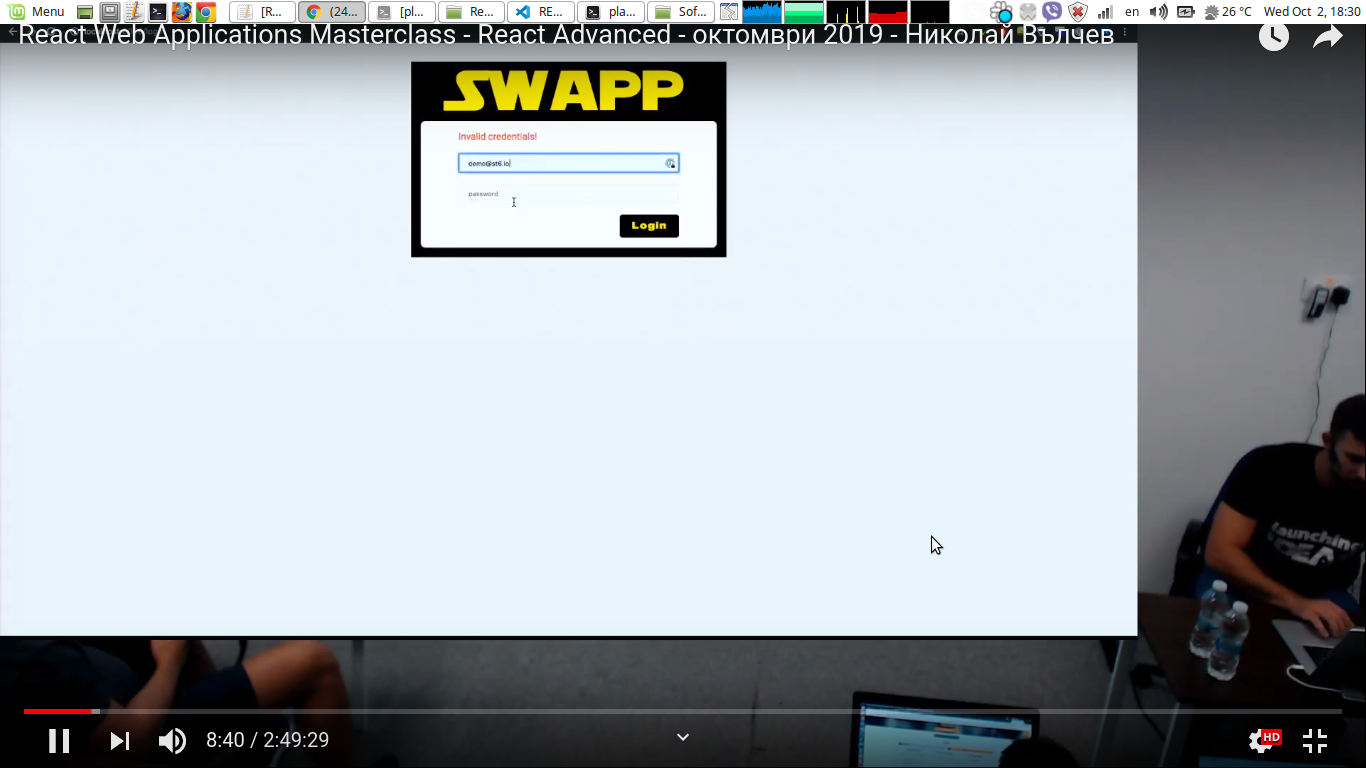 Menu
[R...
(24...
[pl...
Re...
RE...
pla...
Sof...
en
26 °C
Wed Oct 2, 18:30
React Web Applications Masterclass - React Advanced - октомври 2019 - Николай Вълчев
SWAPP
Invalid credentials!
demo@st6.io
password
Login
launching
IDEA
8:40 / 2:49:29
HD